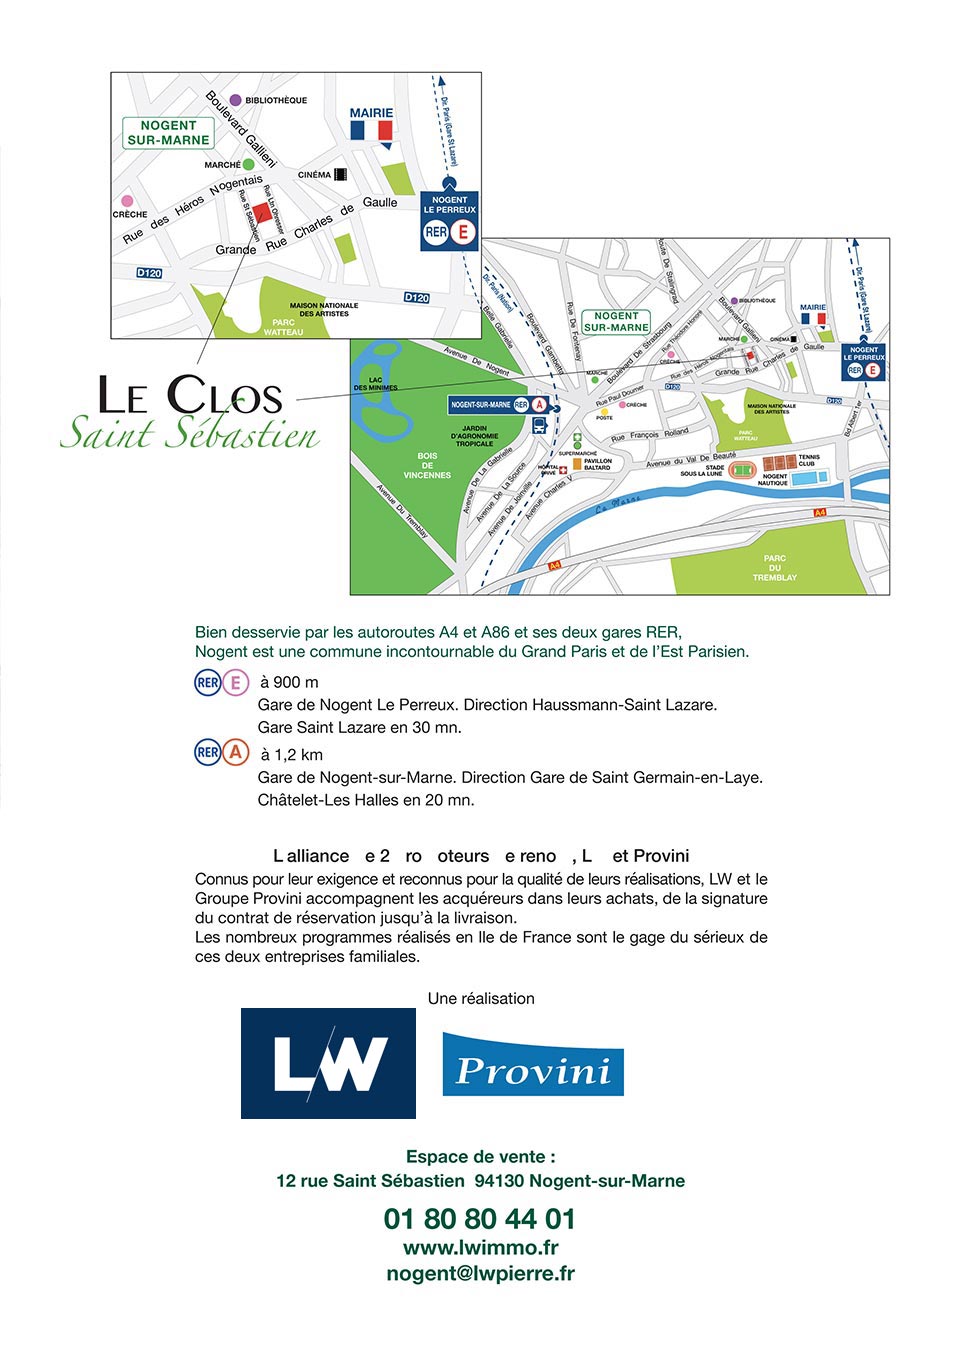 BIBLIOTHÈQUE
Boulevard Gallieni
NOGENT
SUR-MARNE
MAIRIE
Dir. Paris (Gare St Lazare)
MARCHÉ
CINÉMA
CRÈCHE
Rue des Héros Nogentais
Rue St Sébastien
Grande Rue Charles de Gaulle
NOGENT
LE PERREUX
RER E
D120
D120
MAISON NATIONALE
DES ARTISTES
PARC
WATTEAU
LE CLOS
Saint Sébastien
Dir. Paris (Nation)
Belle Gabrielle
Boulevard Gambetta
Rue De Fontenay
Route De Stalingrad
Boulevard De Strasbourg
NOGENT
SUR-MARNE
BIBLIOTHÈQUE
Boulevard Gallieni
MAIRIE
Dir. Paris (Gare St Lazare)
MARCHÉ
CINÉMA
CRÈCHE
Rue des Héros Nogentais
Grande Rue Charles de Gaulle
NOGENT
LE PERREUX
RER E
Avenue De Nogent
LAC
DES MINIMES
MARCHÉ
D120
D120
Rue Paul Doumer
CRÈCHE
POSTE
MAISON NATIONALE
DES ARTISTES
Bd Albert 1er
NOGENT-SUR-MARNE RER A
JARDIN
D'AGRONOMIE
TROPICALE
Rue François Rolland
PARC
WATTEAU
BOIS
DE
VINCENNES
SUPERMARCHÉ
PAVILLON
BALTARD
HÔPITAL
PRIVÉ
Avenue du Val De Beauté
STADE
SOUS LA LUNE
TENNIS
CLUB
NOGENT
NAUTIQUE
Avenue De La Gabrielle
Avenue De La Source
Avenue De Joinville
Avenue Charles V
Avenue Du Tremblay
La Marne
A4
A4
PARC
DU
TREMBLAY
Bien desservie par les autoroutes A4 et A86 et ses deux gares RER,
Nogent est une commune incontournable du Grand Paris et de l'Est Parisien.
RER E à 900 m
Gare de Nogent Le Perreux. Direction Haussmann-Saint Lazare.
Gare Saint Lazare en 30 mn.
RER A à 1,2 km
Gare de Nogent-sur-Marne. Direction Gare de Saint Germain-en-Laye.
Châtelet-Les Halles en 20 mn.
L alliance e 2 ro oteurs e reno , L et Provini
Connus pour leur exigence et reconnus pour la qualité de leurs réalisations, LW et le
Groupe Provini accompagnent les acquéreurs dans leurs achats, de la signature
du contrat de réservation jusqu'à la livraison.
Les nombreux programmes réalisés en Ile de France sont le gage du sérieux de
ces deux entreprises familiales.
Une réalisation
L/W
Provini
Espace de vente :
12 rue Saint Sébastien 94130 Nogent-sur-Marne
01 80 80 44 01
www.lwimmo.fr
nogent@lwpierre.fr